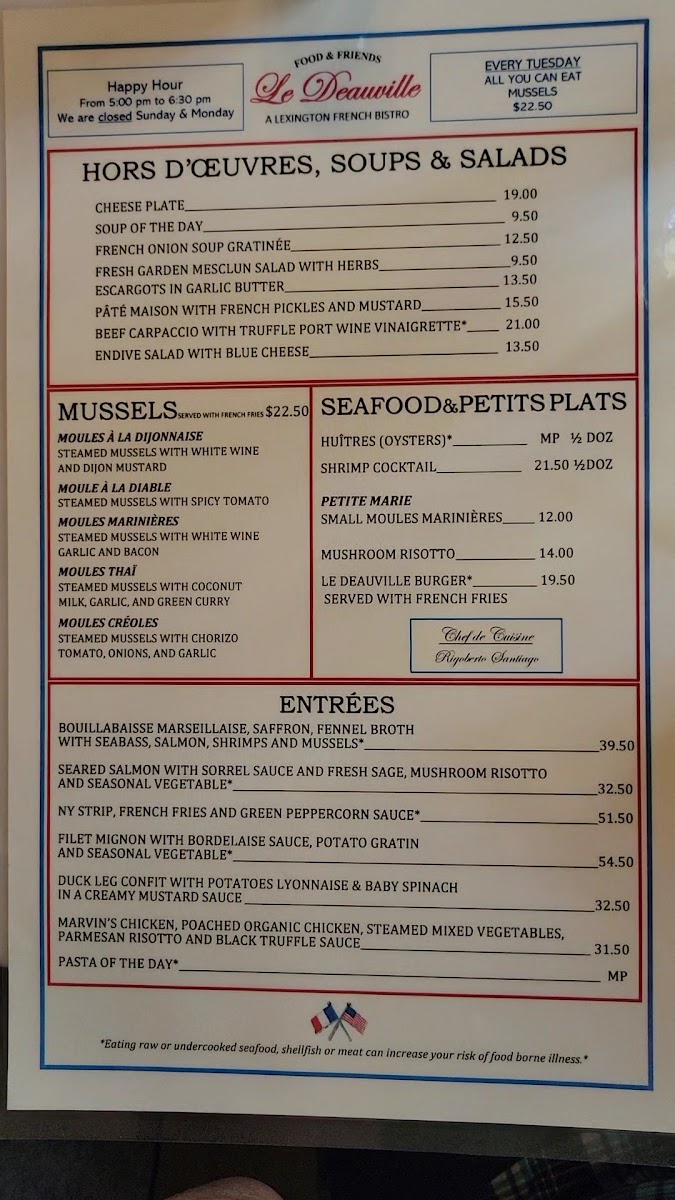 Happy Hour
From 5:00 pm to 6:30 pm
We are closed Sunday & Monday
FOOD & FRIENDS
Le Deauville
A LEXINGTON FRENCH BISTRO
EVERY TUESDAY
ALL YOU CAN EAT
MUSSELS
$22.50
HORS D'ŒUVRES, SOUPS & SALADS
CHEESE PLATE 19.00
SOUP OF THE DAY 9.50
FRENCH ONION SOUP GRATINÉE 12.50
FRESH GARDEN MESCLUN SALAD WITH HERBS 9.50
ESCARGOTS IN GARLIC BUTTER 13.50
PÂTÉ MAISON WITH FRENCH PICKLES AND MUSTARD 15.50
BEEF CARPACCIO WITH TRUFFLE PORT WINE VINAIGRETTE* 21.00
ENDIVE SALAD WITH BLUE CHEESE 13.50
MUSSELS SERVED WITH FRENCH FRIES $22.50
MOULES À LA DIJONNAISE
STEAMED MUSSELS WITH WHITE WINE
AND DIJON MUSTARD
MOULE À LA DIABLE
STEAMED MUSSELS WITH SPICY TOMATO
MOULES MARINIÈRES
STEAMED MUSSELS WITH WHITE WINE
GARLIC AND BACON
MOULES THAÏ
STEAMED MUSSELS WITH COCONUT
MILK, GARLIC, AND GREEN CURRY
MOULES CRÉOLES
STEAMED MUSSELS WITH CHORIZO
TOMATO, ONIONS, AND GARLIC
SEAFOOD&PETITS PLATS
HUÎTRES (OYSTERS)* MP ½ DOZ
SHRIMP COCKTAIL 21.50 ½DOZ
PETITE MARIE
SMALL MOULES MARINIÈRES 12.00
MUSHROOM RISOTTO 14.00
LE DEAUVILLE BURGER* 19.50
SERVED WITH FRENCH FRIES
Chef de Cuisine
Rigoberto Santiago
ENTRÉES
BOUILLABAISSE MARSEILLAISE, SAFFRON, FENNEL BROTH
WITH SEABASS, SALMON, SHRIMPS AND MUSSELS* 39.50
SEARED SALMON WITH SORREL SAUCE AND FRESH SAGE, MUSHROOM RISOTTO
AND SEASONAL VEGETABLE* 32.50
NY STRIP, FRENCH FRIES AND GREEN PEPPERCORN SAUCE* 51.50
FILET MIGNON WITH BORDELAISE SAUCE, POTATO GRATIN
AND SEASONAL VEGETABLE* 54.50
DUCK LEG CONFIT WITH POTATOES LYONNAISE & BABY SPINACH
IN A CREAMY MUSTARD SAUCE 32.50
MARVIN'S CHICKEN, POACHED ORGANIC CHICKEN, STEAMED MIXED VEGETABLES,
PARMESAN RISOTTO AND BLACK TRUFFLE SAUCE 31.50
PASTA OF THE DAY* MP
*Eating raw or undercooked seafood, shellfish or meat can increase your risk of food borne illness.*